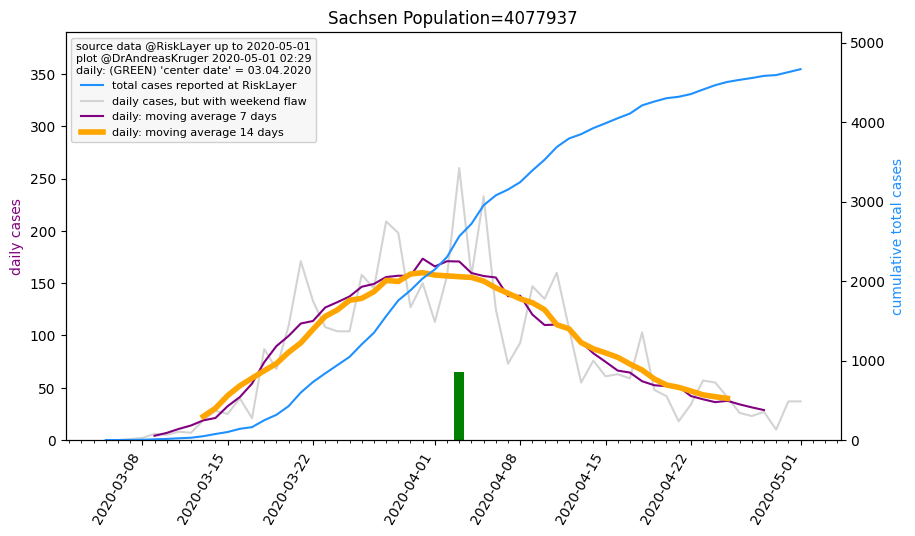 Sachsen Population=4077937
source data @RiskLayer up to 2020-05-01
plot @DrAndreasKruger 2020-05-01 02:29
daily: (GREEN) 'center date' = 03.04.2020
total cases reported at RiskLayer
daily cases, but with weekend flaw
daily: moving average 7 days
daily: moving average 14 days
daily cases
350
300
250
200
150
100
50
0
5000
4000
3000
2000
1000
0
cumulative total cases
2020-03-08
2020-03-15
2020-03-22
2020-04-01
2020-04-08
2020-04-15
2020-04-22
2020-05-01